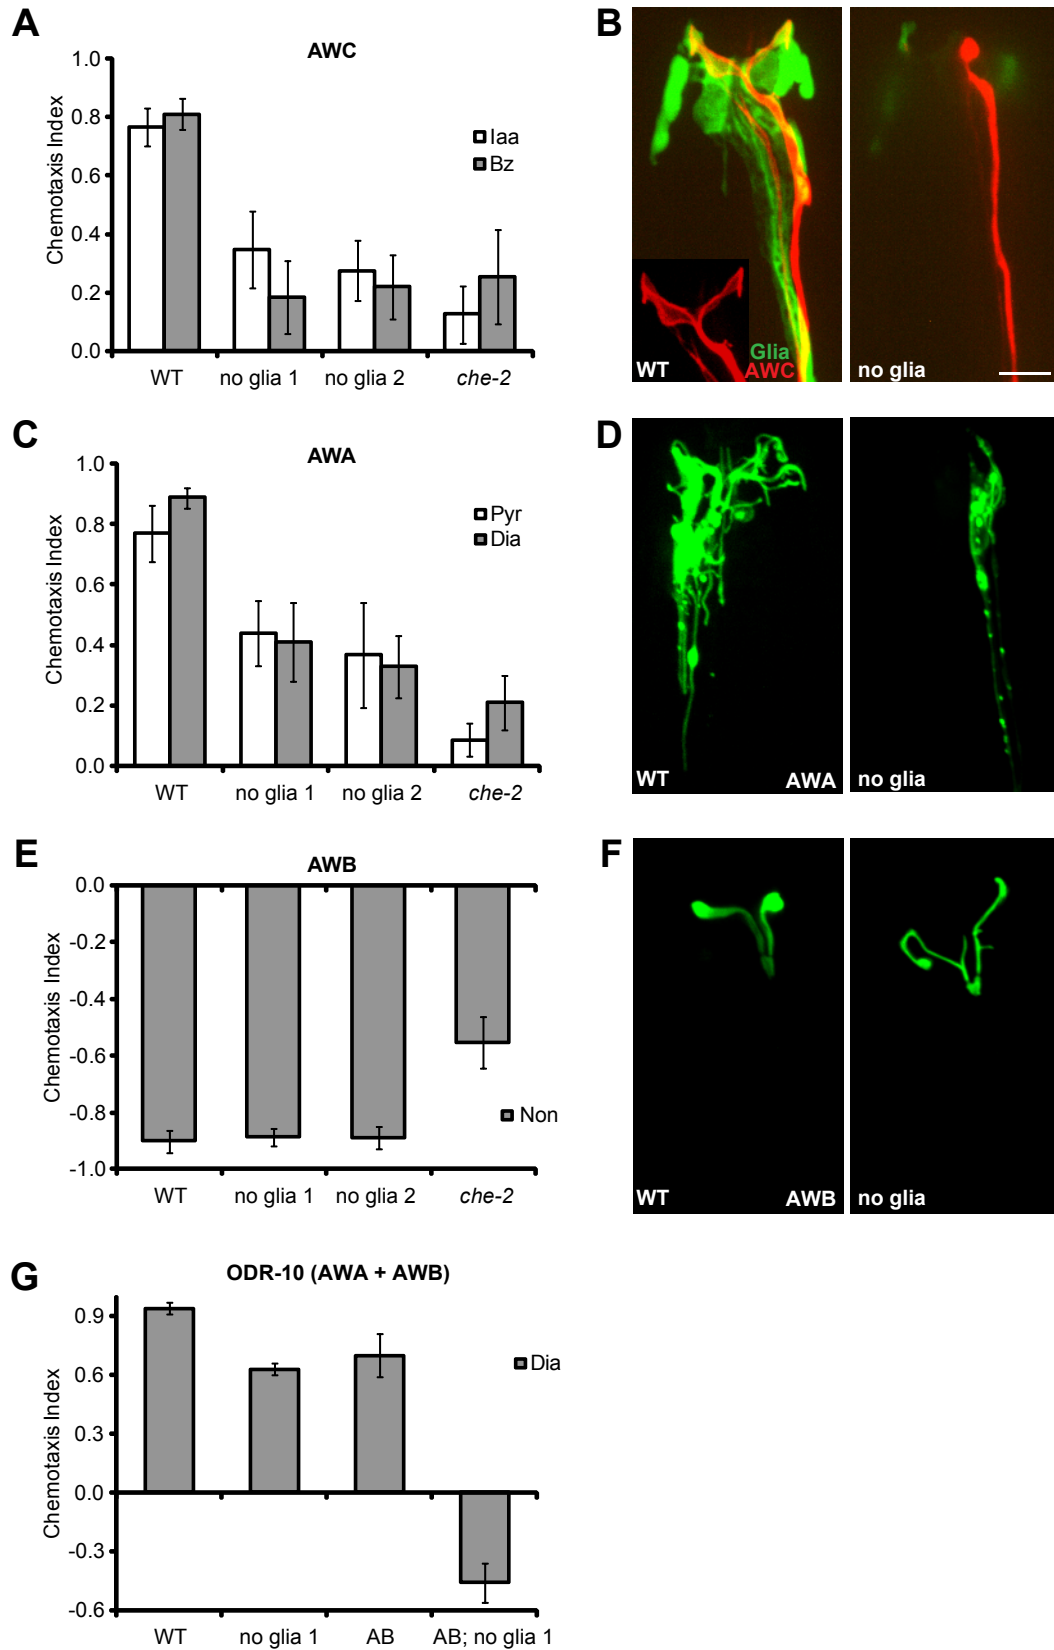 A
AWC
Chemotaxis Index
1.0
0.8
0.6
0.4
0.2
0.0
Iaa
Bz
WT no glia 1 no glia 2 che-2
B
Glia
WT AWC
no glia
C
AWA
Chemotaxis Index
1.0
0.8
0.6
0.4
0.2
0.0
Pyr
Dia
WT no glia 1 no glia 2 che-2
D
WT AWA
no glia
E
AWB
Chemotaxis Index
0.0
-0.2
-0.4
-0.6
-0.8
-1.0
Non
WT no glia 1 no glia 2 che-2
F
WT AWB
no glia
G
ODR-10 (AWA + AWB)
Chemotaxis Index
0.9
0.6
0.3
0.0
-0.3
-0.6
Dia
WT no glia 1 AB AB; no glia 1